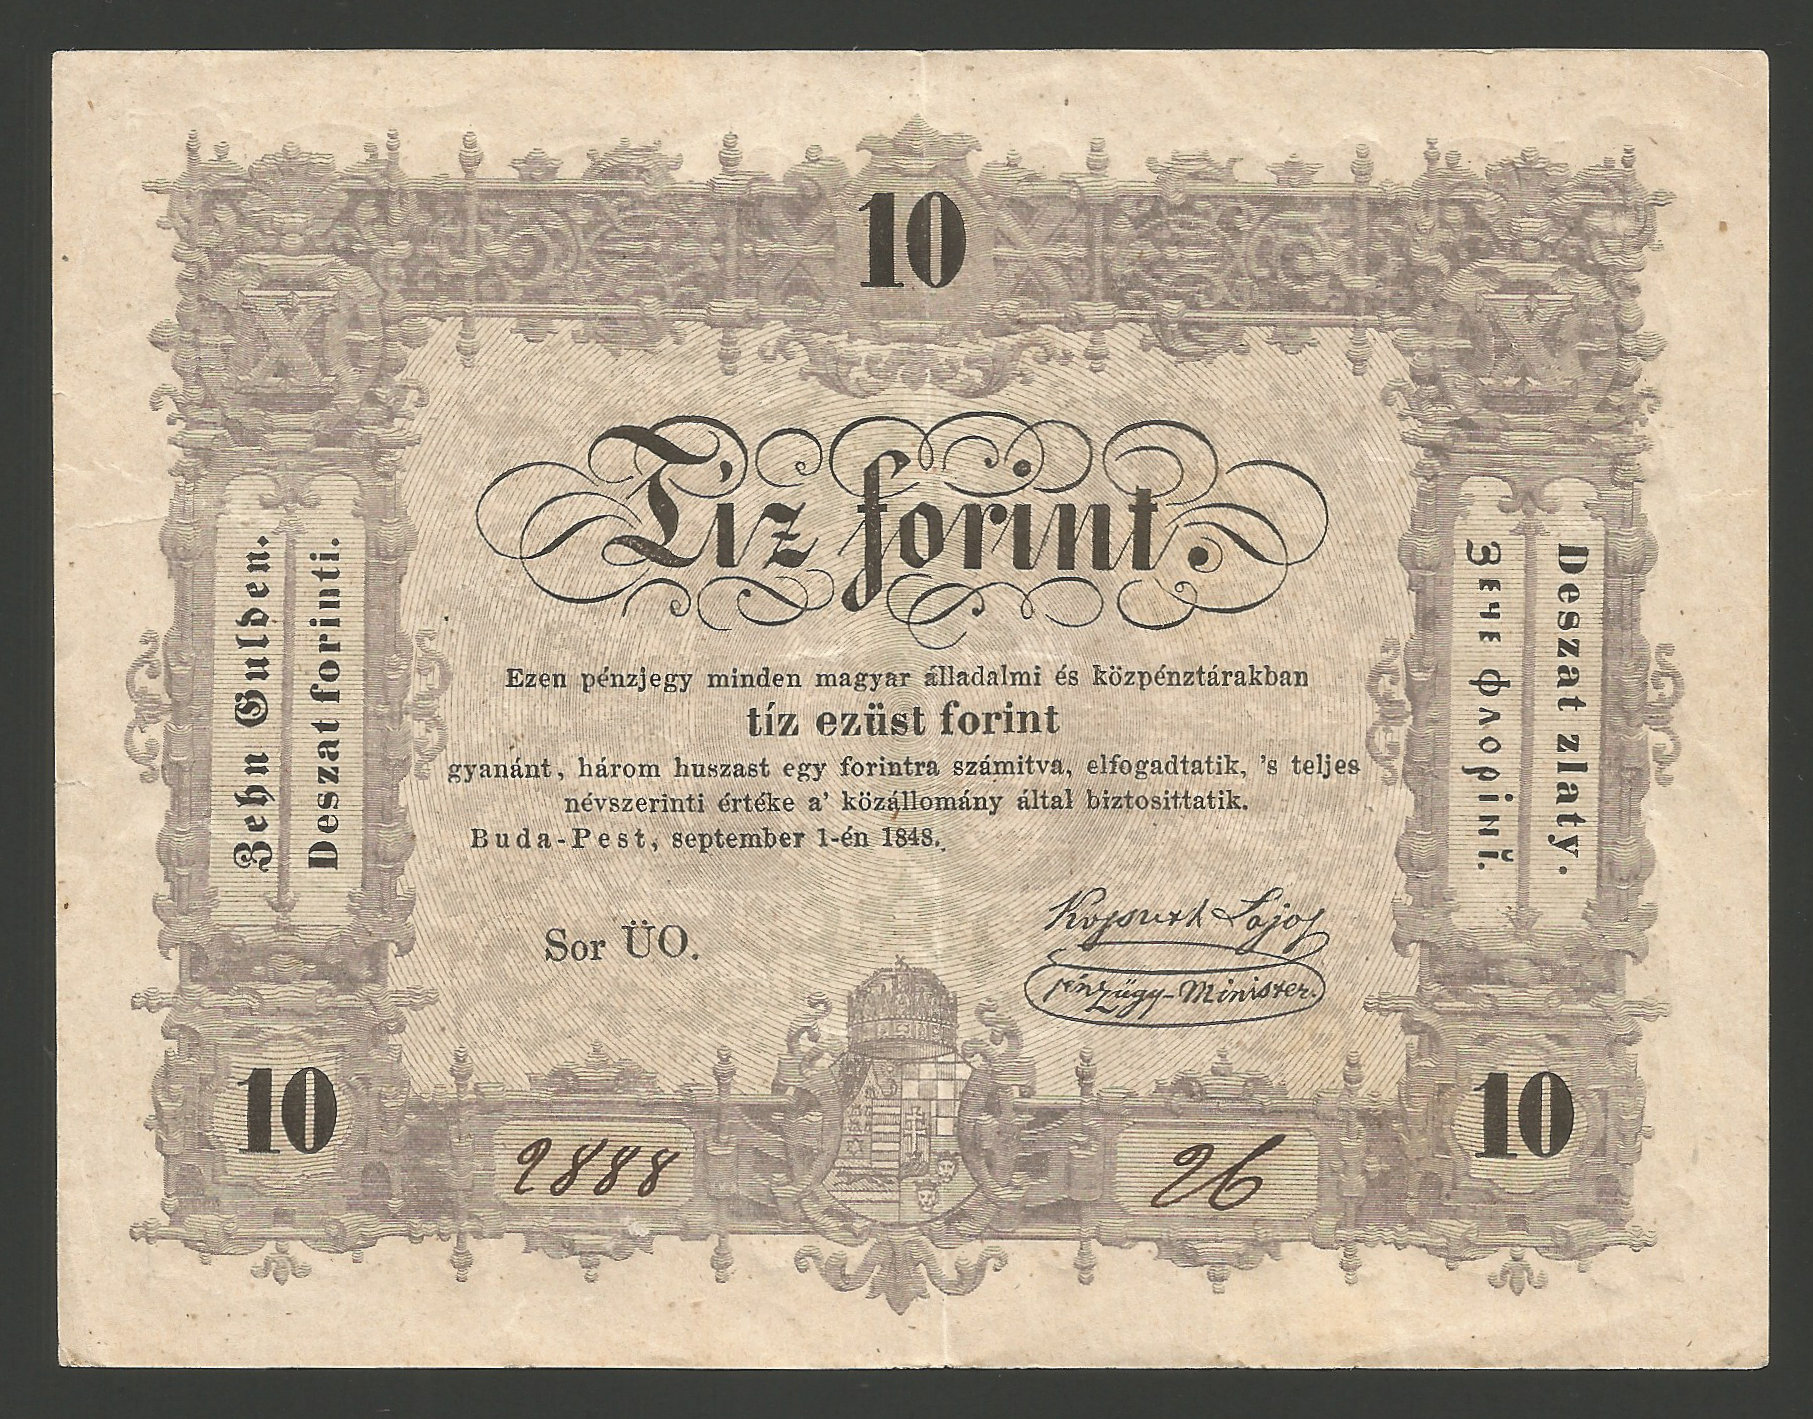 10
X
X
Tíz forint.
Zehn Gulden.
Deszat forinti.
Зече флорінĭ.
Deszat zlaty.
Ezen pénzjegy minden magyar álladalmi és közpénztárakban
tíz ezüst forint
gyanánt, három huszast egy forintra számitva, elfogadtatik, 's teljes
névszerinti értéke a' közállomány által biztosittatik.
Buda-Pest, september 1-én 1848.
Sor ÜO.
Kossuth Lajos
pénzügy-Minister.
10
2888
26
10